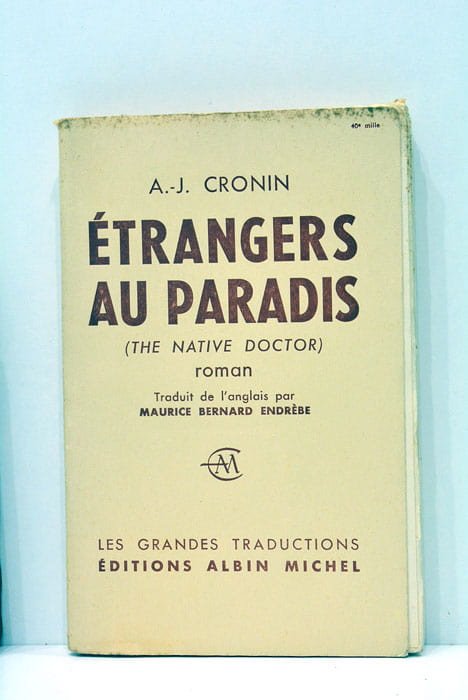 40e mille
A.-J. CRONIN
ÉTRANGERS
AU PARADIS
(THE NATIVE DOCTOR)
roman
Traduit de l'anglais par
MAURICE BERNARD ENDRÈBE
AM
LES GRANDES TRADUCTIONS
ÉDITIONS ALBIN MICHEL